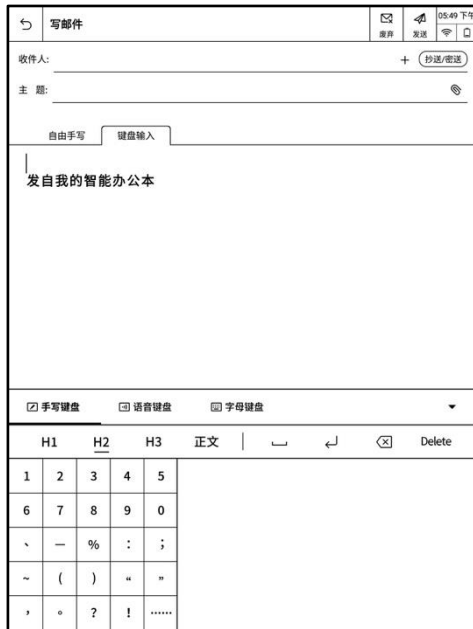 写邮件 废弃 发送 05:49 下午
收件人: + 抄送/密送
主 题:
自由手写 键盘输入
发自我的智能办公本
手写键盘 语音键盘 字母键盘
H1 H2 H3 正文 Delete
1 2 3 4 5
6 7 8 9 0
、 — % : ;
~ ( ) “ ”
, 。 ? ! ……